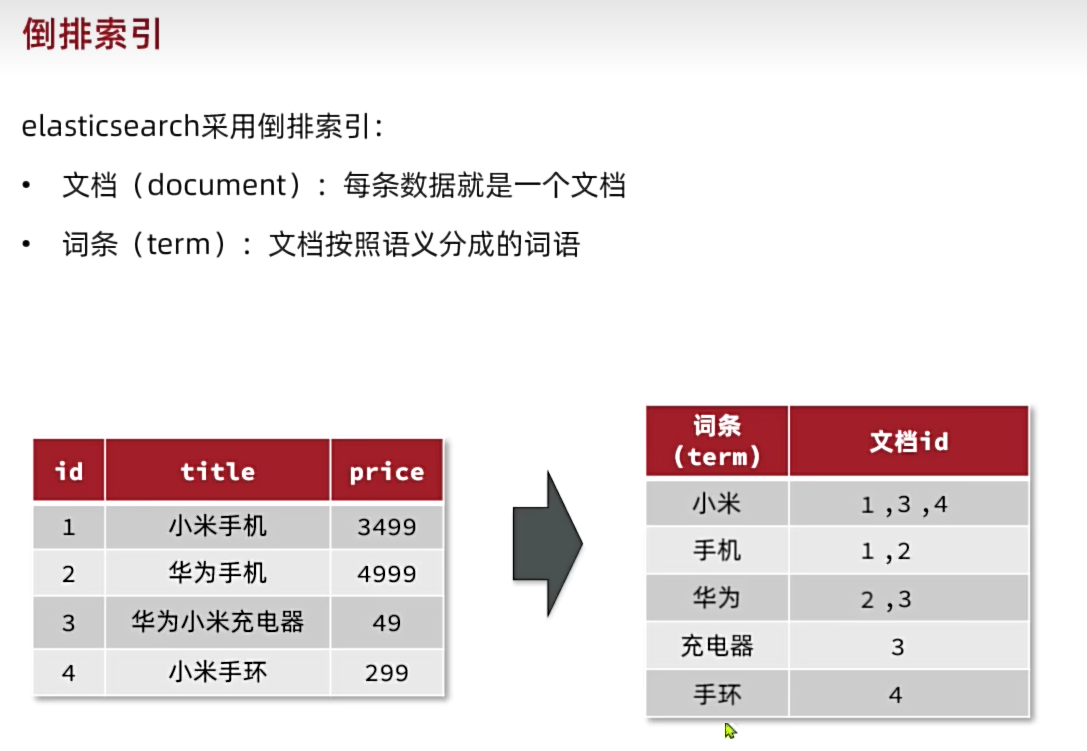 倒排索引
elasticsearch采用倒排索引：
• 文档（document）：每条数据就是一个文档
• 词条（term）：文档按照语义分成的词语
id title price
1 小米手机 3499
2 华为手机 4999
3 华为小米充电器 49
4 小米手环 299
词条
(term) 文档id
小米 1 ,3 ,4
手机 1 ,2
华为 2 ,3
充电器 3
手环 4